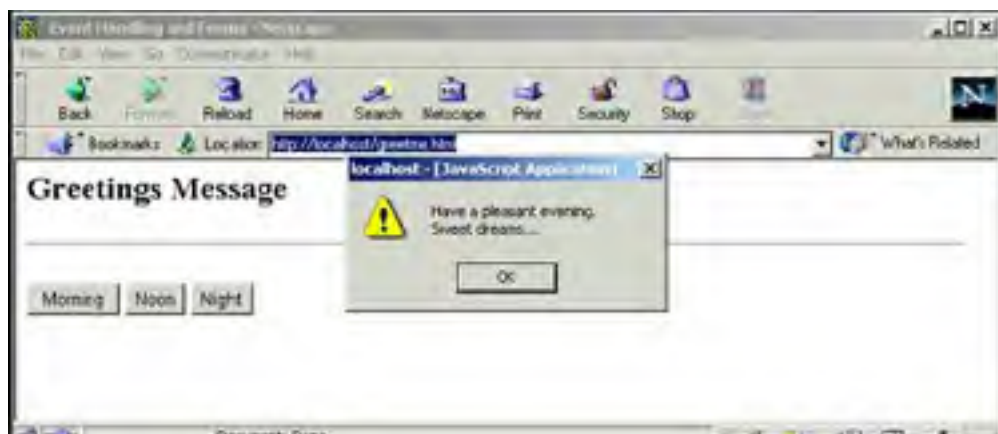 Event Handling and Forms - Netscape
File Edit View Go Communicator Help
Back Forward Reload Home Search Netscape Print Security Stop
Bookmarks Location: http://localhost/greetme.htm What's Related
Greetings Message
localhost - [JavaScript Application]
Have a pleasant evening.
Sweet dreams....
OK
Morning Noon Night
Document: Done